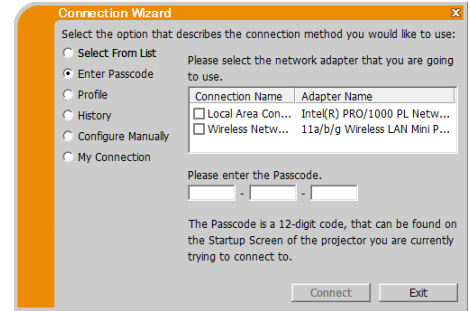 Connection Wizard
x
Select the option that describes the connection method you would like to use:
Select From List
Enter Passcode
Profile
History
Configure Manually
My Connection
Please select the network adapter that you are going
to use.
Connection Name Adapter Name
Local Area Con... Intel(R) PRO/1000 PL Netw...
Wireless Netw... 11a/b/g Wireless LAN Mini P...
Please enter the Passcode.
- -
The Passcode is a 12-digit code, that can be found on
the Startup Screen of the projector you are currently
trying to connect to.
Connect Exit